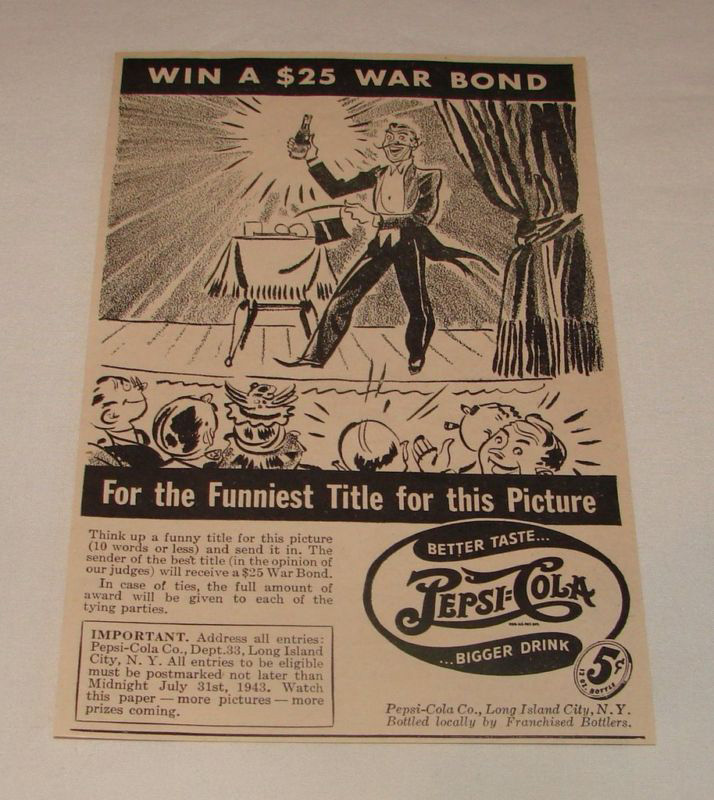 WIN A $25 WAR BOND
For the Funniest Title for this Picture
Think up a funny title for this picture
(10 words or less) and send it in. The
sender of the best title (in the opinion of
our judges) will receive a $25 War Bond.
In case of ties, the full amount of
award will be given to each of the
tying parties.
IMPORTANT. Address all entries:
Pepsi-Cola Co., Dept.33, Long Island
City, N. Y. All entries to be eligible
must be postmarked not later than
Midnight July 31st, 1943. Watch
this paper — more pictures — more
prizes coming.
BETTER TASTE...
PEPSI=COLA
REG. U.S. PAT. OFF.
...BIGGER DRINK
5¢
12 OZ. BOTTLE
Pepsi-Cola Co., Long Island City, N.Y.
Bottled locally by Franchised Bottlers.